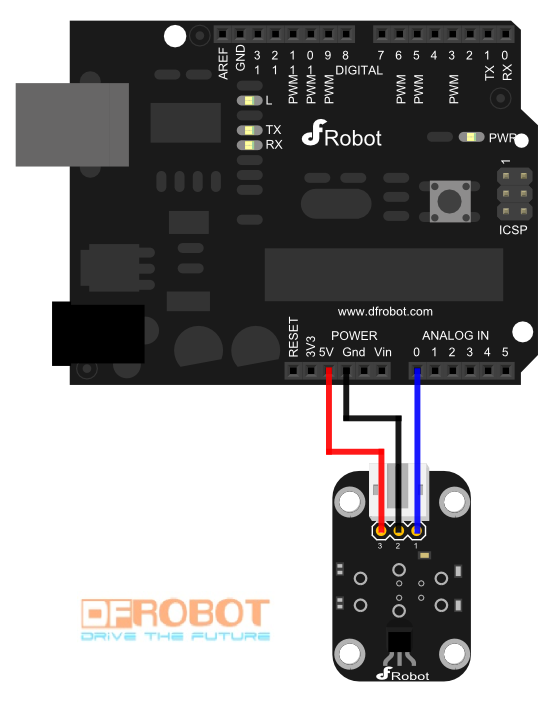 AREF
GND
13
12
PWM 11
PWM 10
PWM 9
8
DIGITAL
7
PWM 6
PWM 5
4
PWM 3
2
TX 1
RX 0
L
TX
RX
dfRobot
PWR
1
ICSP
www.dfrobot.com
POWER
ANALOG IN
RESET
3V3
5V
Gnd
Vin
0 1 2 3 4 5
3 2 1
DFROBOT
DRIVE THE FUTURE
dfRobot